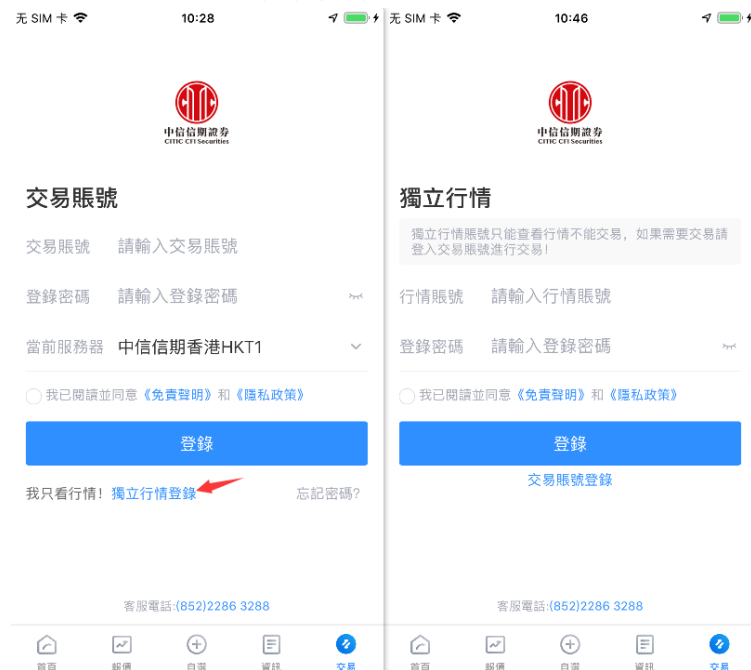 無 SIM 卡
10:28
中信信期證券
CITIC CFI Securities
交易賬號
交易賬號 請輸入交易賬號
登錄密碼 請輸入登錄密碼
當前服務器 中信信期香港HKT1
我已閱讀並同意《免責聲明》和《隱私政策》
登錄
我只看行情! 獨立行情登錄
忘記密碼?
客服電話:(852)2286 3288
首頁 報價 自選 資訊 交易
无 SIM 卡
10:46
中信信期證券
CITIC CFI Securities
獨立行情
獨立行情賬號只能查看行情不能交易, 如果需要交易請
登入交易賬號進行交易!
行情賬號 請輸入行情賬號
登錄密碼 請輸入登錄密碼
我已閱讀並同意《免責聲明》和《隱私政策》
登錄
交易賬號登錄
客服電話:(852)2286 3288
首頁 報價 自選 資訊 交易